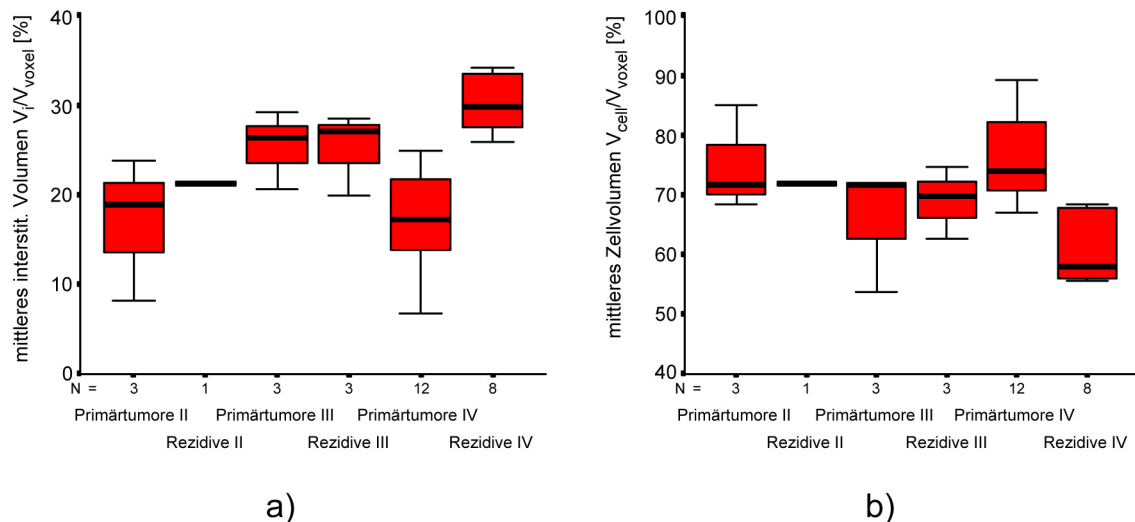 mittleres interstit. Volumen Vi/Vvoxel [%]
40
30
20
10
0
N = 3 1 3 3 12 8
Primärtumore II Primärtumore III Primärtumore IV
Rezidive II Rezidive III Rezidive IV
a)
mittleres Zellvolumen Vcell/Vvoxel [%]
100
90
80
70
60
50
40
N = 3 1 3 3 12 8
Primärtumore II Primärtumore III Primärtumore IV
Rezidive II Rezidive III Rezidive IV
b)